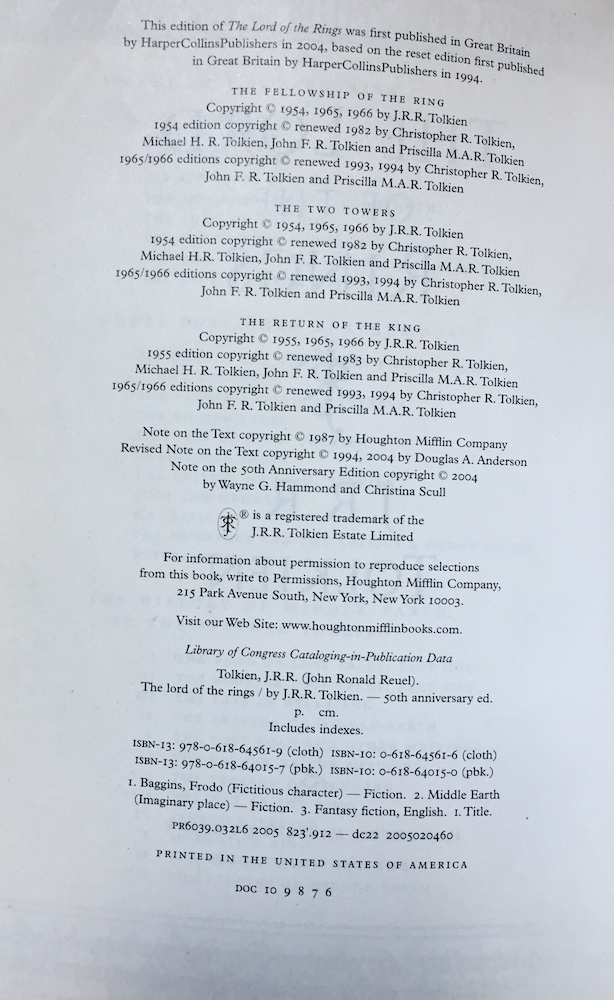 This edition of The Lord of the Rings was first published in Great Britain
by HarperCollinsPublishers in 2004, based on the reset edition first published
in Great Britain by HarperCollinsPublishers in 1994.
THE FELLOWSHIP OF THE RING
Copyright © 1954, 1965, 1966 by J.R.R. Tolkien
1954 edition copyright © renewed 1982 by Christopher R. Tolkien,
Michael H. R. Tolkien, John F. R. Tolkien and Priscilla M.A.R. Tolkien
1965/1966 editions copyright © renewed 1993, 1994 by Christopher R. Tolkien,
John F. R. Tolkien and Priscilla M.A.R. Tolkien
THE TWO TOWERS
Copyright © 1954, 1965, 1966 by J.R.R. Tolkien
1954 edition copyright © renewed 1982 by Christopher R. Tolkien,
Michael H.R. Tolkien, John F. R. Tolkien and Priscilla M.A.R. Tolkien
1965/1966 editions copyright © renewed 1993, 1994 by Christopher R. Tolkien,
John F. R. Tolkien and Priscilla M.A.R. Tolkien
THE RETURN OF THE KING
Copyright © 1955, 1965, 1966 by J.R.R. Tolkien
1955 edition copyright © renewed 1983 by Christopher R. Tolkien,
Michael H. R. Tolkien, John F. R. Tolkien and Priscilla M.A.R. Tolkien
1965/1966 editions copyright © renewed 1993, 1994 by Christopher R. Tolkien,
John F. R. Tolkien and Priscilla M.A.R. Tolkien
Note on the Text copyright © 1987 by Houghton Mifflin Company
Revised Note on the Text copyright © 1994, 2004 by Douglas A. Anderson
Note on the 50th Anniversary Edition copyright © 2004
by Wayne G. Hammond and Christina Scull
® is a registered trademark of the
J.R.R. Tolkien Estate Limited
For information about permission to reproduce selections
from this book, write to Permissions, Houghton Mifflin Company,
215 Park Avenue South, New York, New York 10003.
Visit our Web Site: www.houghtonmifflinbooks.com.
Library of Congress Cataloging-in-Publication Data
Tolkien, J.R.R. (John Ronald Reuel).
The lord of the rings / by J.R.R. Tolkien. — 50th anniversary ed.
p. cm.
Includes indexes.
ISBN-13: 978-0-618-64561-9 (cloth) ISBN-10: 0-618-64561-6 (cloth)
ISBN-13: 978-0-618-64015-7 (pbk.) ISBN-10: 0-618-64015-0 (pbk.)
1. Baggins, Frodo (Fictitious character) — Fiction. 2. Middle Earth
(Imaginary place) — Fiction. 3. Fantasy fiction, English. I. Title.
PR6039.032L6 2005 823'.912 — dc22 2005020460
PRINTED IN THE UNITED STATES OF AMERICA
DOC 10 9 8 7 6